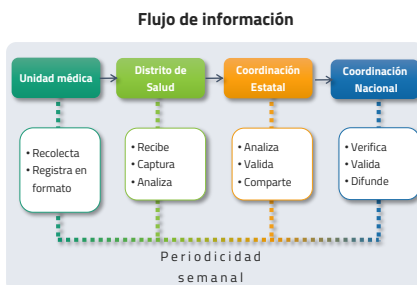 Flujo de información
Unidad médica
Distrito de
Salud
Coordinación
Estatal
Coordinación
Nacional
• Recolecta
• Registra en
formato
• Recibe
• Captura
• Analiza
• Analiza
• Valida
• Comparte
• Verifica
• Valida
• Difunde
Periodicidad
semanal